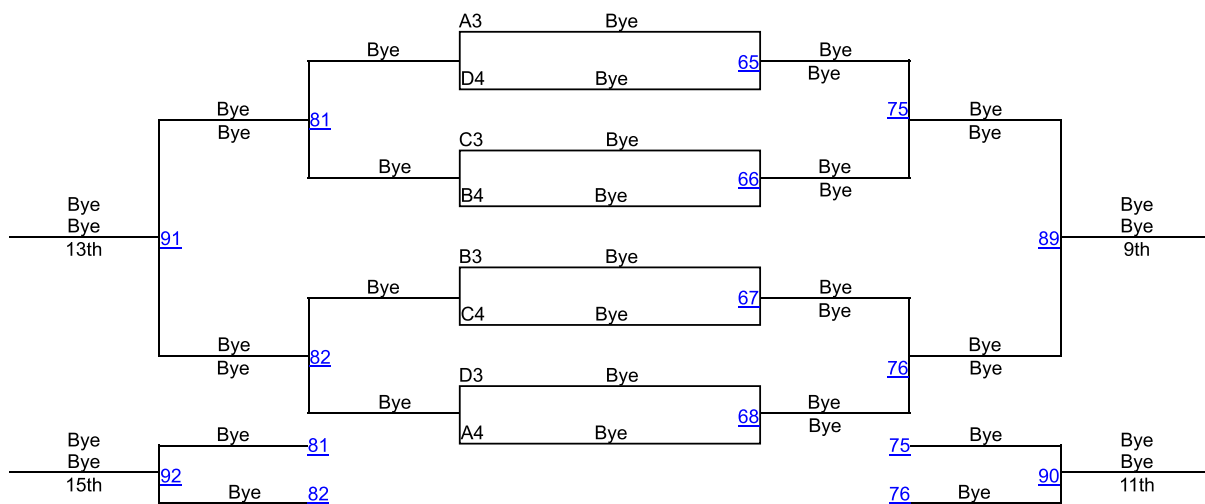 A3 Bye
Bye 65 Bye
D4 Bye Bye
Bye 81 75 Bye
Bye Bye
C3 Bye
Bye 66 Bye
B4 Bye Bye
Bye Bye
Bye 91 89 Bye
13th 9th
B3 Bye
Bye 67 Bye
C4 Bye Bye
Bye 82 76 Bye
Bye Bye
D3 Bye
Bye 68 Bye
A4 Bye Bye
Bye Bye 81 75 Bye Bye
Bye 92 90 Bye
15th Bye 82 76 Bye 11th